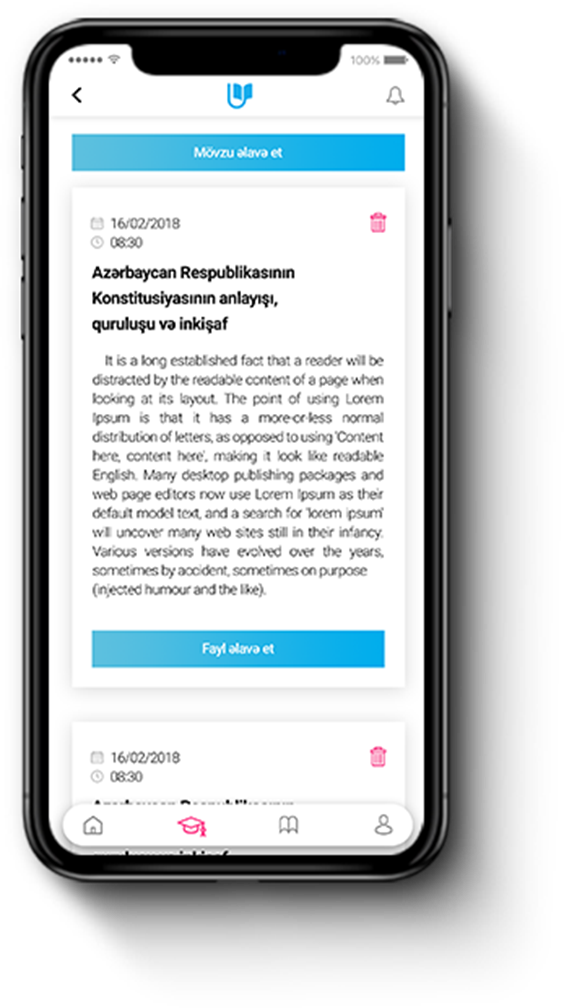 100%
Mövzu əlavə et
16/02/2018
08:30
Azərbaycan Respublikasının
Konstitusiyasının anlayışı,
quruluşu və inkişaf
It is a long established fact that a reader will be
distracted by the readable content of a page when
looking at its layout. The point of using Lorem
Ipsum is that it has a more-or-less normal
distribution of letters, as opposed to using 'Content
here, content here', making it look like readable
English. Many desktop publishing packages and
web page editors now use Lorem Ipsum as their
default model text, and a search for 'lorem ipsum'
will uncover many web sites still in their infancy.
Various versions have evolved over the years,
sometimes by accident, sometimes on purpose
(injected humour and the like).
Fayl əlavə et
16/02/2018
08:30
Azərbaycan Respublikasının
quruluşu və inkişaf